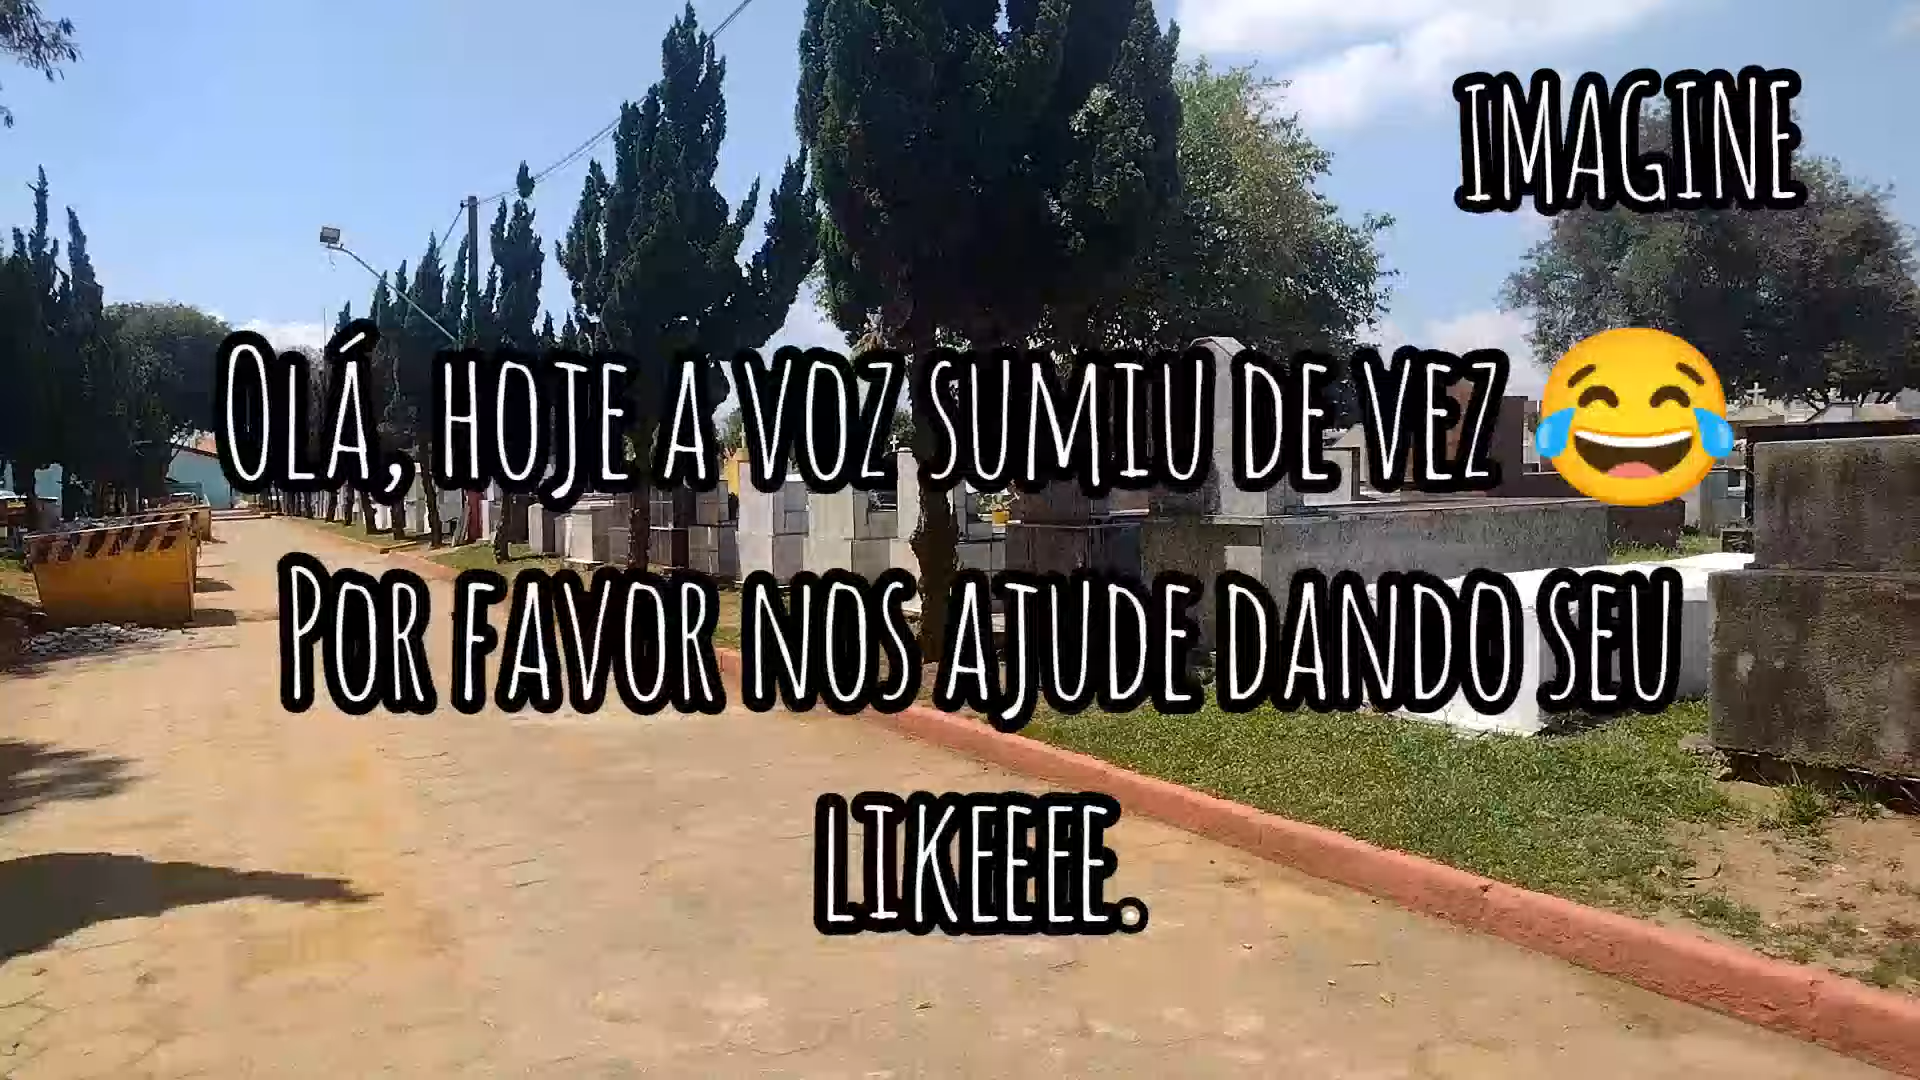 IMAGINE
Olá, hoje a voz sumiu de vez 😂
Por favor nos ajude dando seu
likeeee.